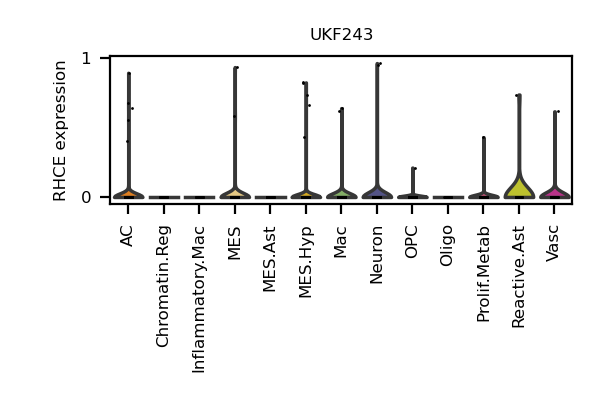 UKF243
RHCE expression
1
0
AC
Chromatin.Reg
Inflammatory.Mac
MES
MES.Ast
MES.Hyp
Mac
Neuron
OPC
Oligo
Prolif.Metab
Reactive.Ast
Vasc